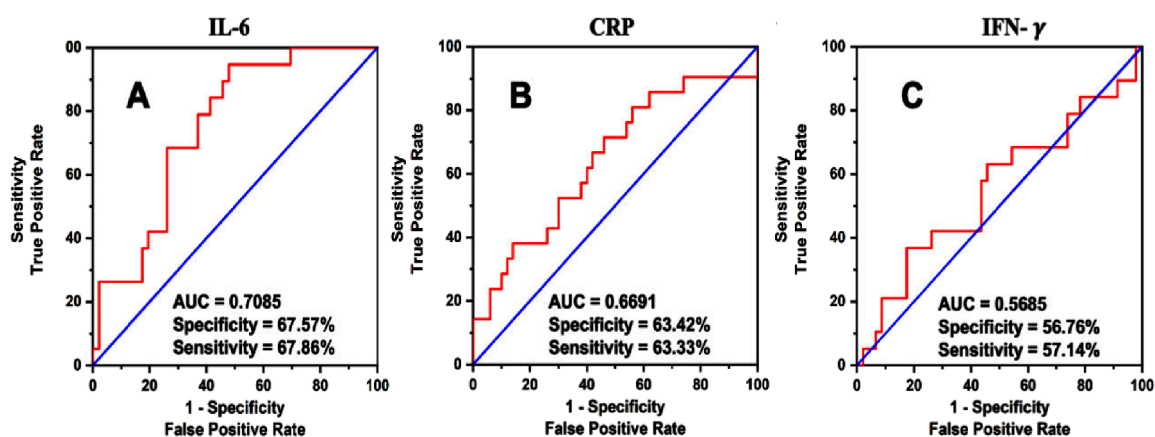 IL-6
A
AUC = 0.7085
Specificity = 67.57%
Sensitivity = 67.86%
Sensitivity
True Positive Rate
00
80
60
40
20
0
0 20 40 60 80 100
1 - Specificity
False Positive Rate
CRP
B
AUC = 0.6691
Specificity = 63.42%
Sensitivity = 63.33%
Sensitivity
True Positive Rate
100
80
60
40
20
0
0 20 40 60 80 100
1 - Specificity
False Positive Rate
IFN- γ
C
AUC = 0.5685
Specificity = 56.76%
Sensitivity = 57.14%
Sensitivity
True Positive Rate
100
80
60
40
20
0
0 20 40 60 80 100
1 - Specificity
False Positive Rate